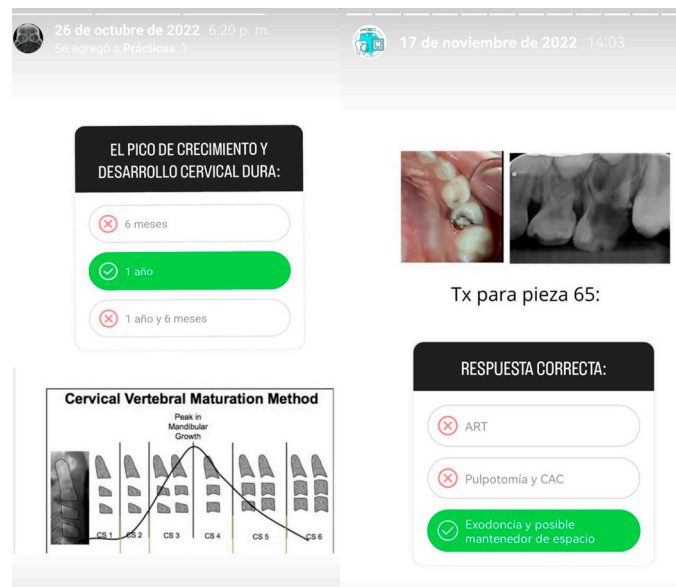 26 de octubre de 2022 6:20 p. m.
Se agregó a Prácticas >
EL PICO DE CRECIMIENTO Y
DESARROLLO CERVICAL DURA:
6 meses
1 año
1 año y 6 meses
Cervical Vertebral Maturation Method
Peak in
Mandibular
Growth
CS 1 CS 2 CS 3 CS 4 CS 5 CS 6
17 de noviembre de 2022 14:03
Tx para pieza 65:
RESPUESTA CORRECTA:
ART
Pulpotomía y CAC
Exodoncia y posible
mantenedor de espacio